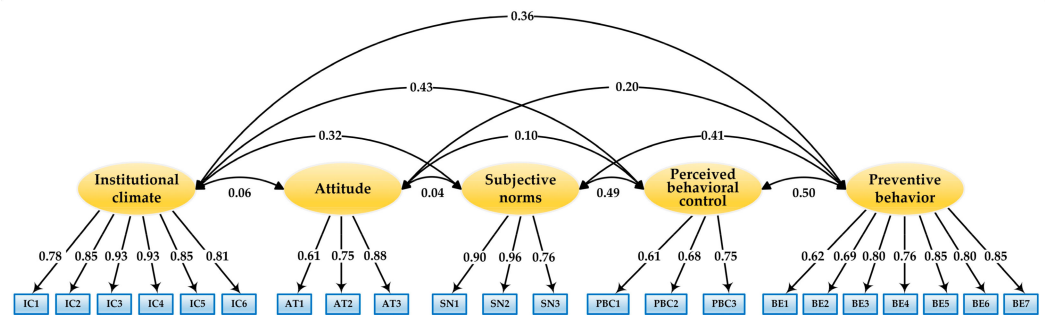 0.36
0.43
0.20
0.32
0.10
0.41
Institutional
climate
0.06
Attitude
0.04
Subjective
norms
0.49
Perceived
behavioral
control
0.50
Preventive
behavior
0.78
0.85
0.93
0.93
0.85
0.81
0.61
0.75
0.88
0.90
0.96
0.76
0.61
0.68
0.75
0.62
0.69
0.80
0.76
0.85
0.80
0.85
IC1
IC2
IC3
IC4
IC5
IC6
AT1
AT2
AT3
SN1
SN2
SN3
PBC1
PBC2
PBC3
BE1
BE2
BE3
BE4
BE5
BE6
BE7